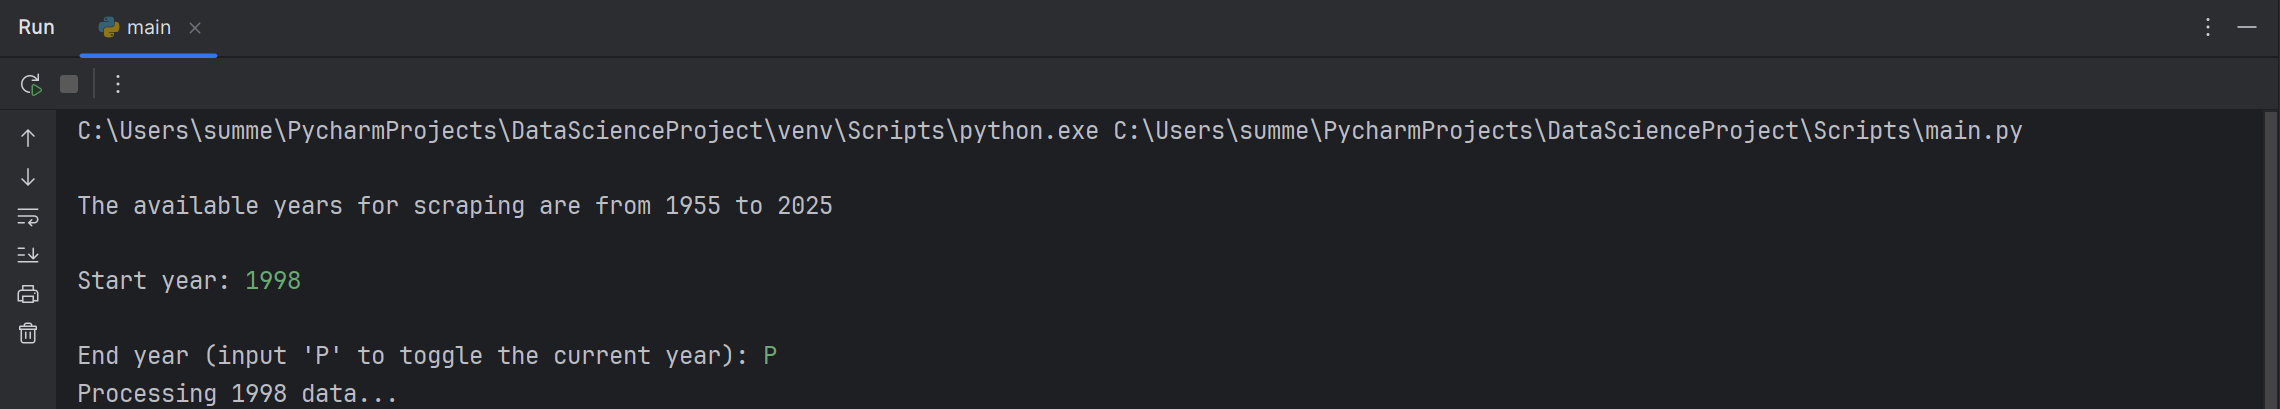 Run main
C:\Users\summe\PycharmProjects\DataScienceProject\venv\Scripts\python.exe C:\Users\summe\PycharmProjects\DataScienceProject\Scripts\main.py
The available years for scraping are from 1955 to 2025
Start year: 1998
End year (input 'P' to toggle the current year): P
Processing 1998 data...